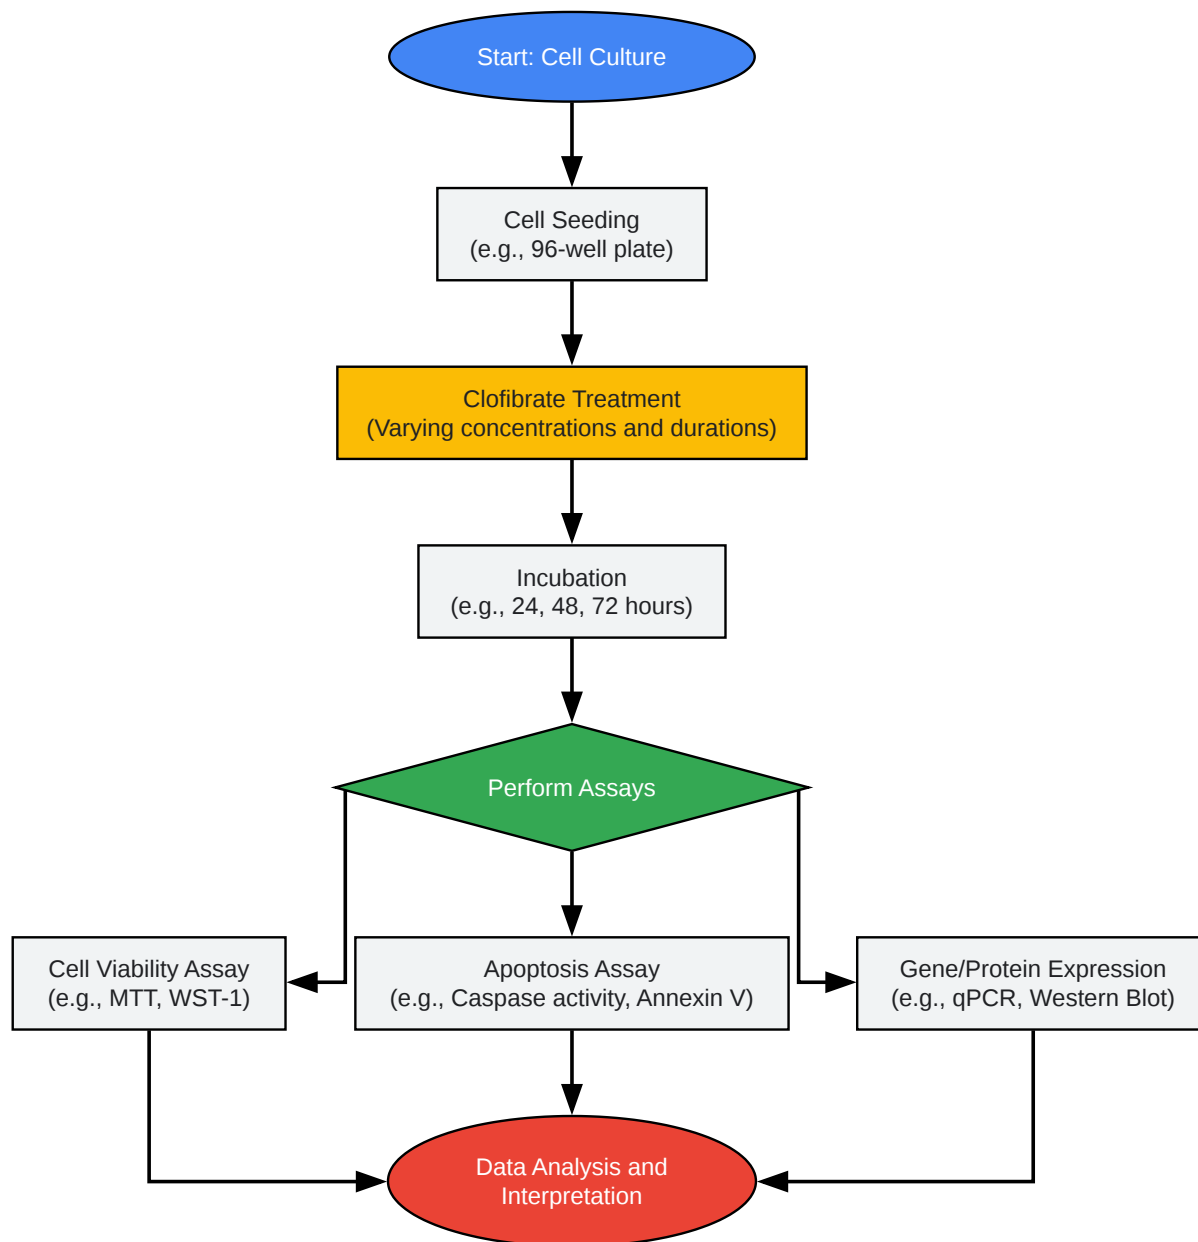 Start: Cell Culture
Cell Seeding
(e.g., 96-well plate)
Clofibrate Treatment
(Varying concentrations and durations)
Incubation
(e.g., 24, 48, 72 hours)
Perform Assays
Cell Viability Assay
(e.g., MTT, WST-1)
Apoptosis Assay
(e.g., Caspase activity, Annexin V)
Gene/Protein Expression
(e.g., qPCR, Western Blot)
Data Analysis and
Interpretation